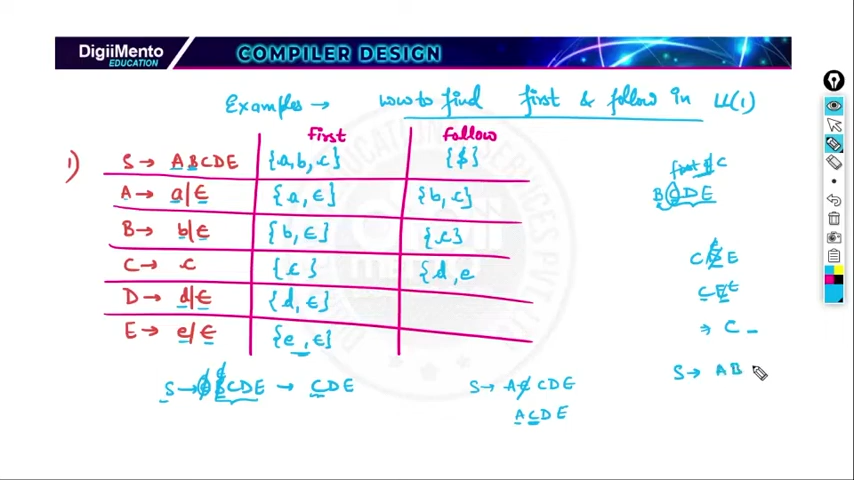 DigiiMento
EDUCATION
COMPILER DESIGN
Examples → how to find first & follow in LL(1)
First Follow
1) S → ABCDE {a, b, c} {$}
A → a/ϵ {a, ϵ} {b, c}
B → b/ϵ {b, ϵ} {c}
C → c {c} {d, e
D → d/ϵ {d, ϵ}
E → e/ϵ {e, ϵ}
BCDE
E
CE ϵ
⇒ C _
S → AB
S → BCDE → CDE
S → A ϵ CDE
ACDE